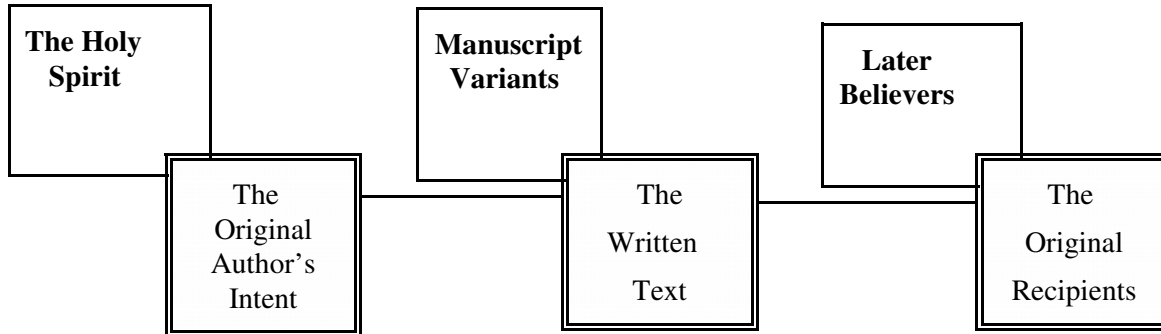 The Holy
Spirit
Manuscript
Variants
Later
Believers
The
Original
Author’s
Intent
The
Written
Text
The
Original
Recipients